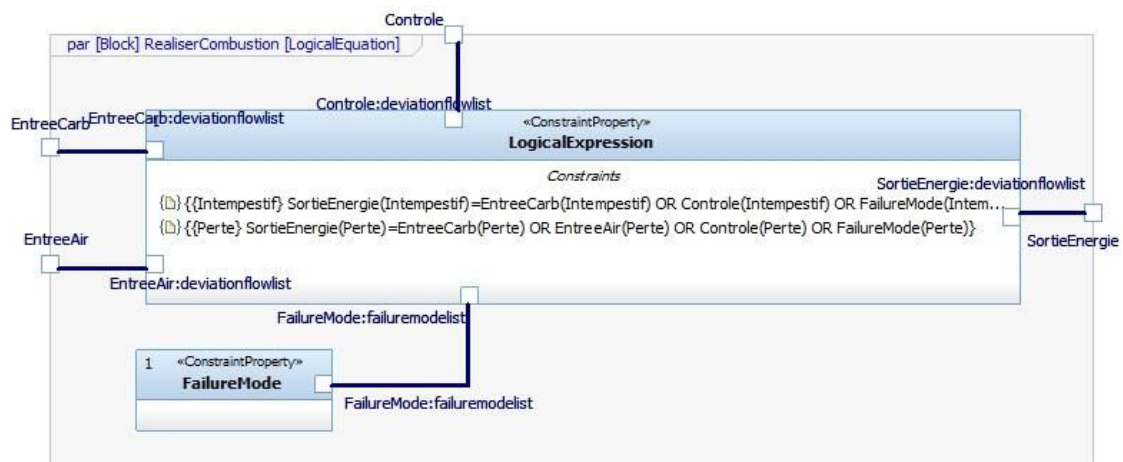 Controle
par [Block] RealiserCombustion [LogicalEquation]
Controle:deviationflowlist
EntreeCarb
EntreeCarb:deviationflowlist
«ConstraintProperty»
LogicalExpression
Constraints
SortieEnergie:deviationflowlist
{{Intempestif} SortieEnergie(Intempestif)=EntreeCarb(Intempestif) OR Controle(Intempestif) OR FailureMode(Intem...
{{Perte} SortieEnergie(Perte)=EntreeCarb(Perte) OR EntreeAir(Perte) OR Controle(Perte) OR FailureMode(Perte)}
EntreeAir
SortieEnergie
EntreeAir:deviationflowlist
FailureMode:failuremodelist
1 «ConstraintProperty»
FailureMode
FailureMode:failuremodelist